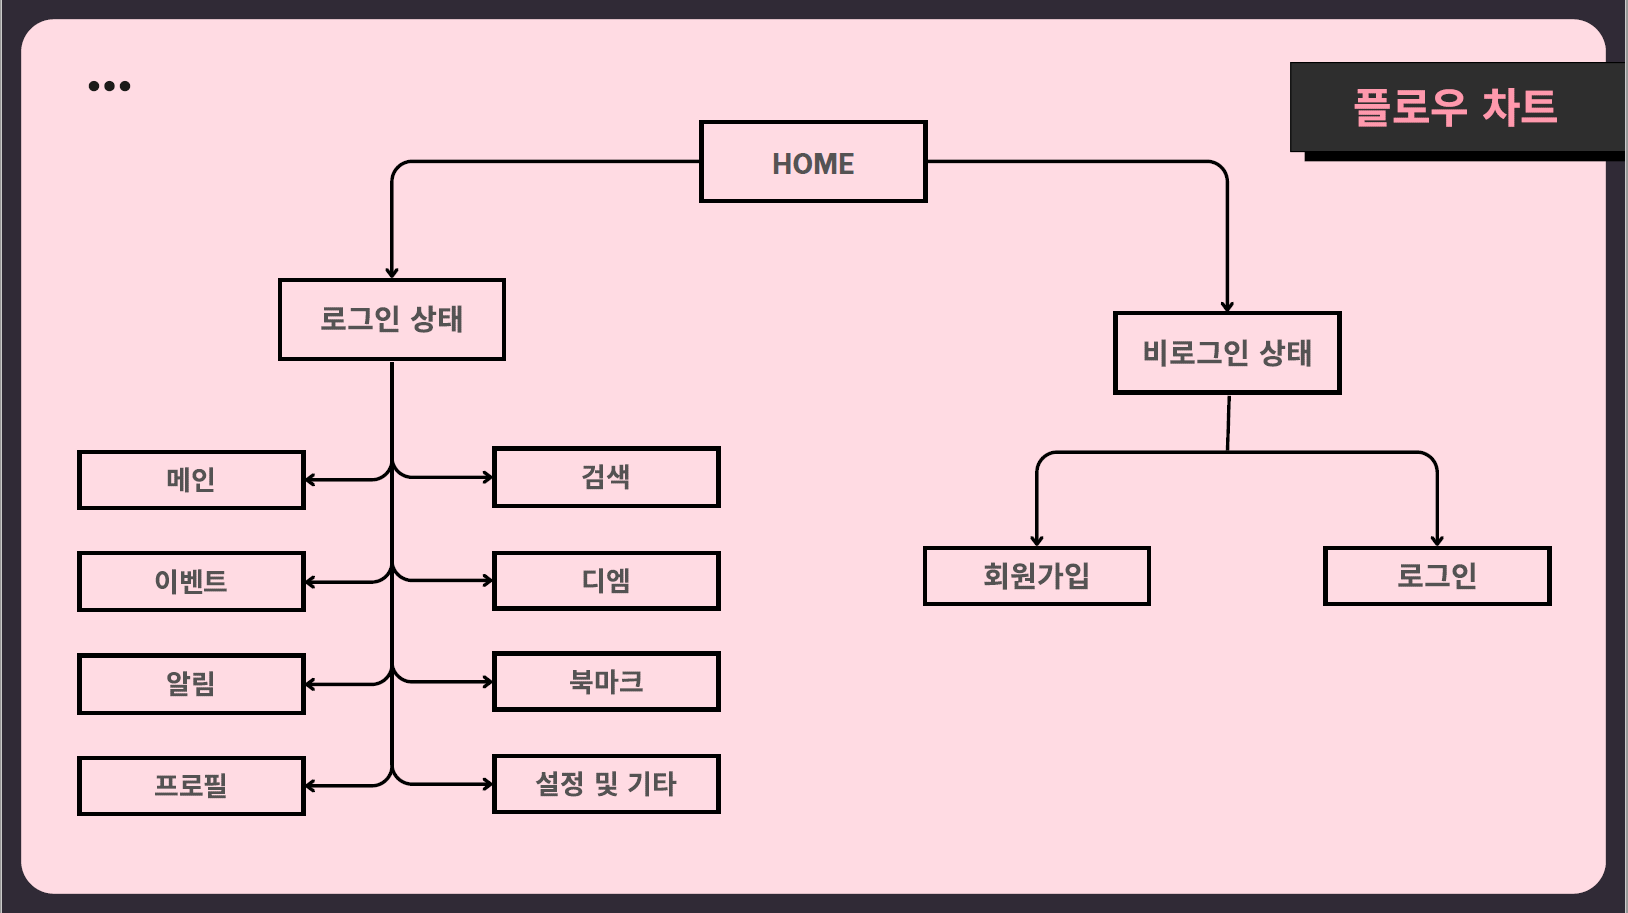 플로우 차트
HOME
로그인 상태
비로그인 상태
메인
검색
이벤트
디엠
알림
북마크
프로필
설정 및 기타
회원가입
로그인